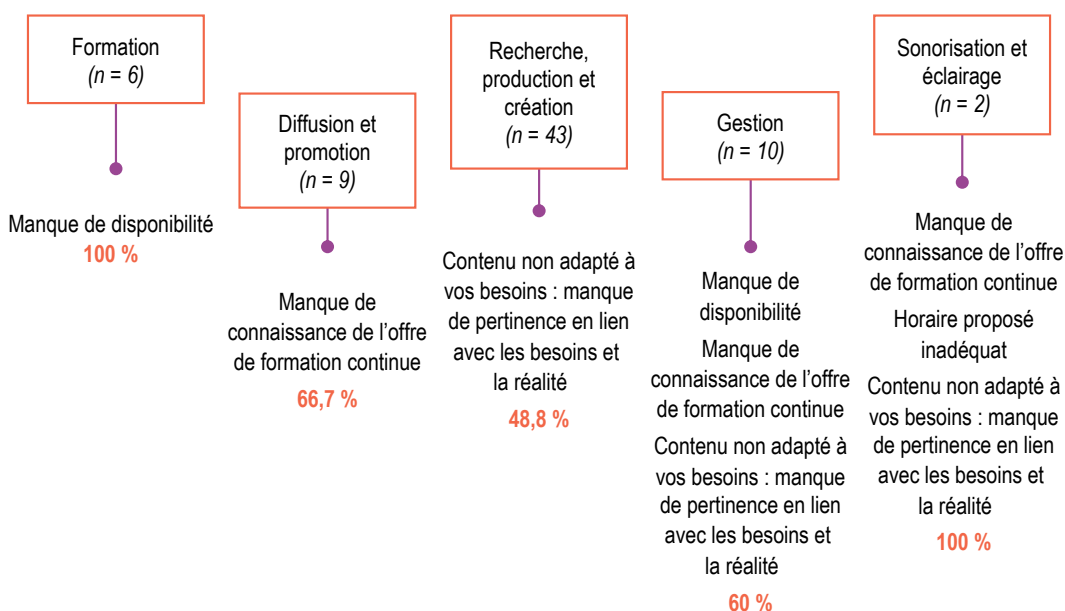 Formation
(n = 6)
Manque de disponibilité
100 %
Diffusion et
promotion
(n = 9)
Manque de
connaissance de l’offre
de formation continue
66,7 %
Recherche,
production et
création
(n = 43)
Contenu non adapté à
vos besoins : manque
de pertinence en lien
avec les besoins et
la réalité
48,8 %
Gestion
(n = 10)
Manque de
disponibilité
Manque de
connaissance de l’offre
de formation continue
Contenu non adapté à
vos besoins : manque
de pertinence en lien
avec les besoins et
la réalité
60 %
Sonorisation et
éclairage
(n = 2)
Manque de
connaissance de l’offre
de formation continue
Horaire proposé
inadéquat
Contenu non adapté à
vos besoins : manque
de pertinence en lien
avec les besoins et
la réalité
100 %